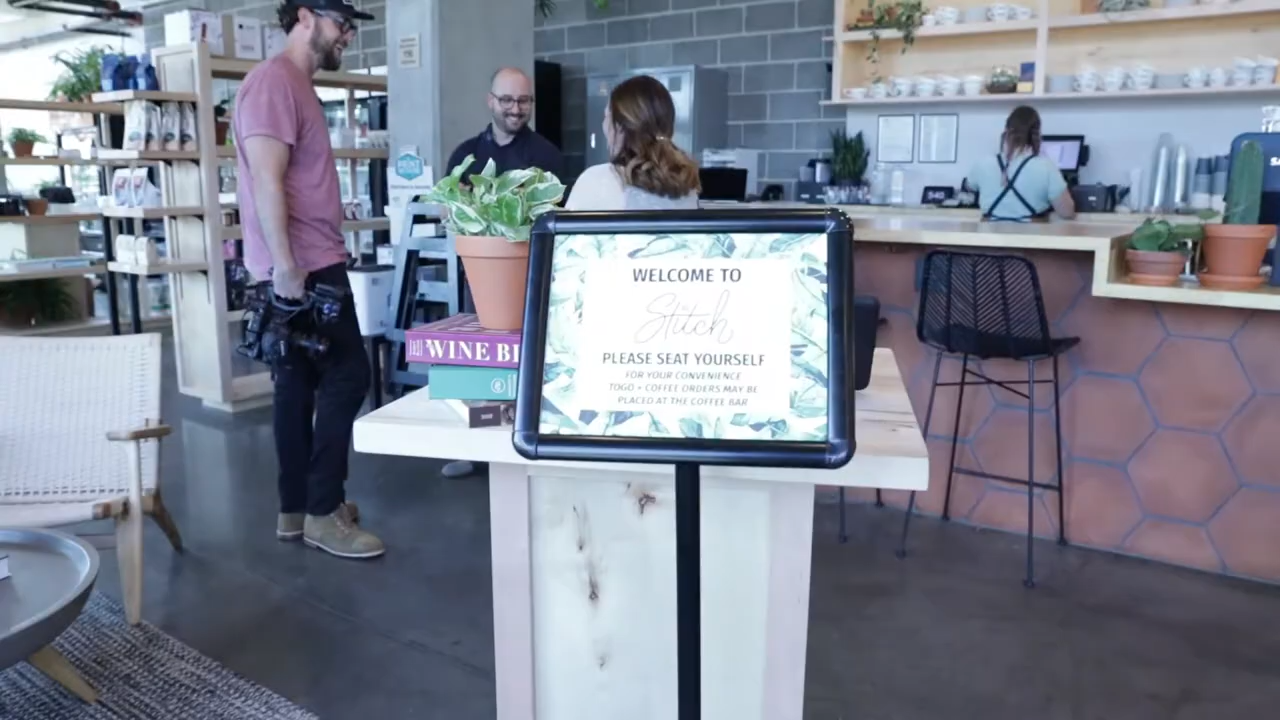 WELCOME TO
Stitch
PLEASE SEAT YOURSELF
FOR YOUR CONVENIENCE
TOGO + COFFEE ORDERS MAY BE
PLACED AT THE COFFEE BAR
WINE BI